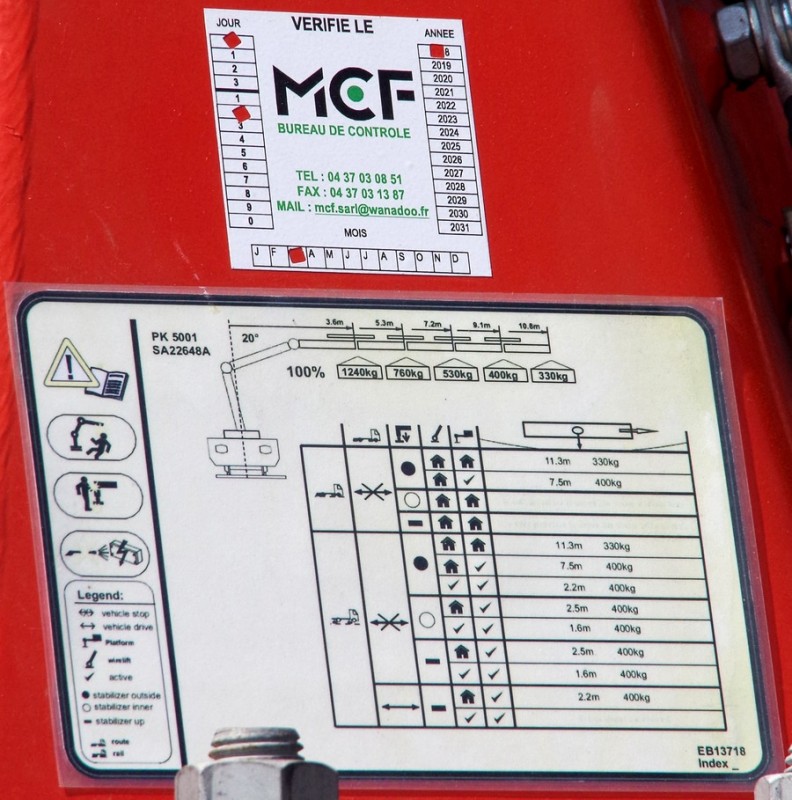 VERIFIE LE
JOUR
ANNEE
1
2
3
1
3
4
5
6
7
8
9
0
8
2019
2020
2021
2022
2023
2024
2025
2026
2027
2028
2029
2030
2031
MCF
BUREAU DE CONTROLE
TEL : 04 37 03 08 51
FAX : 04 37 03 13 87
MAIL : mcf.sarl@wanadoo.fr
MOIS
J F A M J J A S O N D
PK 5001
SA22648A
20°
3.6m 5.3m 7.2m 9.1m 10.8m
100%
1240kg 760kg 530kg 400kg 330kg
11.3m 330kg
7.5m 400kg
11.3m 330kg
7.5m 400kg
2.2m 400kg
2.5m 400kg
1.6m 400kg
2.5m 400kg
1.6m 400kg
2.2m 400kg
Legend:
vehicle stop
vehicle drive
Platform
active
stabilizer outside
stabilizer inner
stabilizer up
route
rail
EB13718
Index _